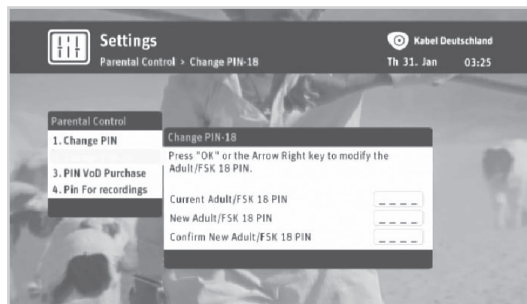 Settings
Kabel Deutschland
Parental Control > Change PIN-18
Th 31. Jan 03:25
Parental Control
1. Change PIN
3. PIN VoD Purchase
4. Pin For recordings
Change PIN-18
Press "OK" or the Arrow Right key to modify the
Adult/FSK 18 PIN.
Current Adult/FSK 18 PIN _ _ _ _
New Adult/FSK 18 PIN _ _ _ _
Confirm New Adult/FSK 18 PIN _ _ _ _